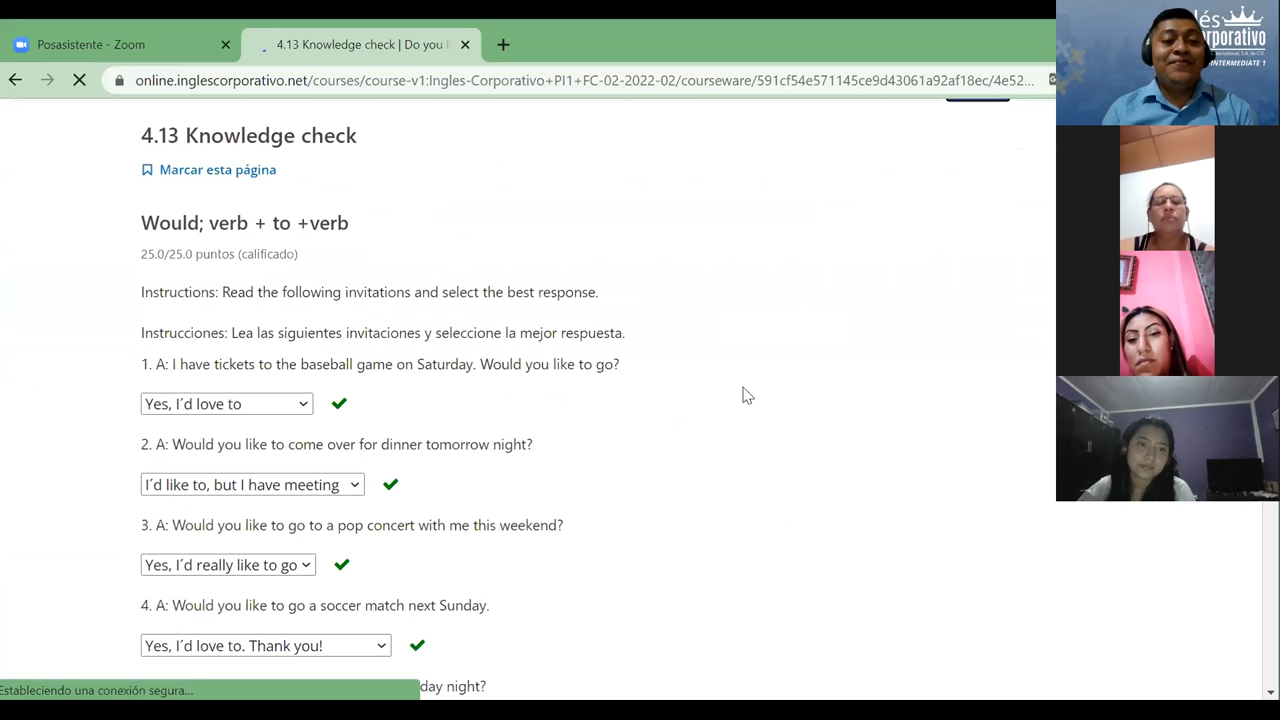 Posasistente - Zoom
4.13 Knowledge check | Do you l
online.inglescorporativo.net/courses/course-v1:Ingles-Corporativo+PI1+FC-02-2022-02/courseware/591cf54e571145ce9d43061a92af18ec/4e52...
4.13 Knowledge check
Marcar esta página
Would; verb + to +verb
25.0/25.0 puntos (calificado)
Instructions: Read the following invitations and select the best response.
Instrucciones: Lea las siguientes invitaciones y seleccione la mejor respuesta.
1. A: I have tickets to the baseball game on Saturday. Would you like to go?
Yes, I´d love to
2. A: Would you like to come over for dinner tomorrow night?
I´d like to, but I have meeting
3. A: Would you like to go to a pop concert with me this weekend?
Yes, I´d really like to go
4. A: Would you like to go a soccer match next Sunday.
Yes, I´d love to. Thank you!
day night?
Estableciendo una conexión segura...
lés
rporativo
International, S.A. de C.V.
INTERMEDIATE 1